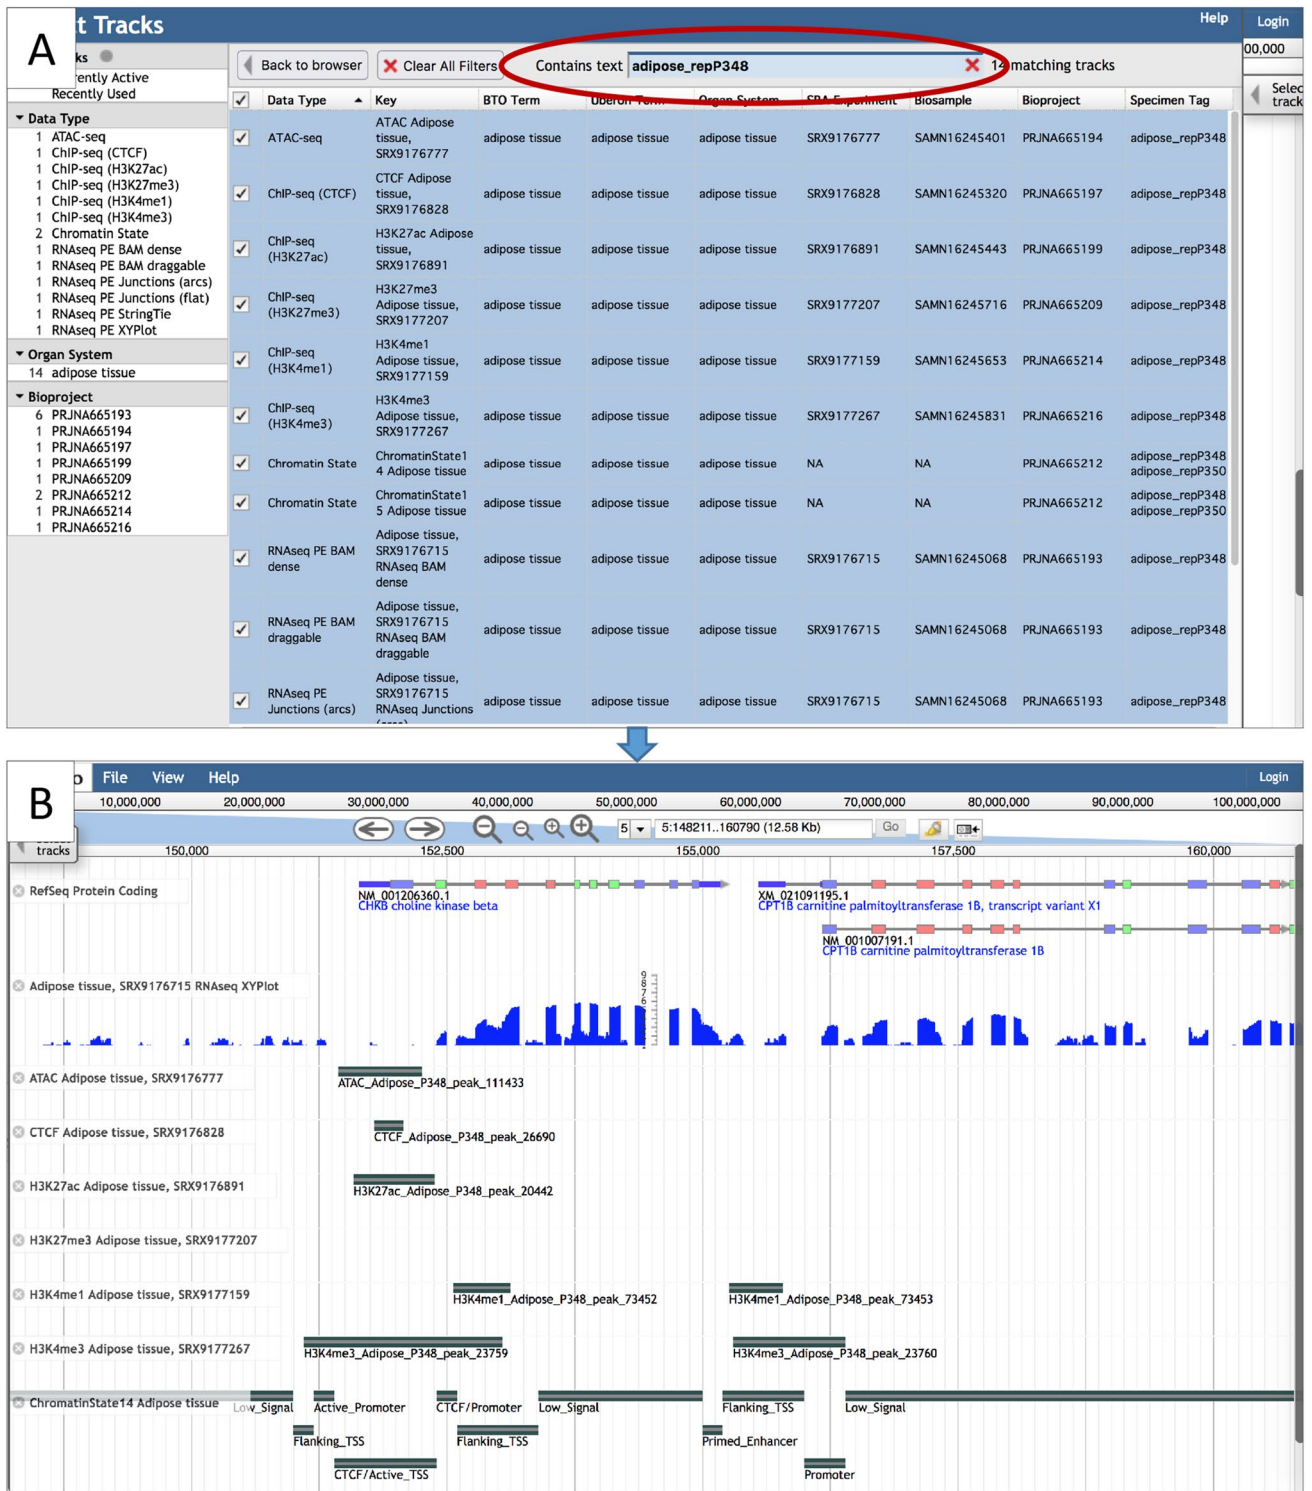 A
t Tracks
Help
Login
ks
ently Active
Recently Used
Back to browser
Clear All Filters
Contains text
adipose_repP348
14 matching tracks
00,000
Selec
track
Data Type
1 ATAC-seq
1 ChIP-seq (CTCF)
1 ChIP-seq (H3K27ac)
1 ChIP-seq (H3K27me3)
1 ChIP-seq (H3K4me1)
1 ChIP-seq (H3K4me3)
2 Chromatin State
1 RNAseq PE BAM dense
1 RNAseq PE BAM draggable
1 RNAseq PE Junctions (arcs)
1 RNAseq PE Junctions (flat)
1 RNAseq PE StringTie
1 RNAseq PE XYPlot
Organ System
14 adipose tissue
Bioproject
6 PRJNA665193
1 PRJNA665194
1 PRJNA665197
1 PRJNA665199
1 PRJNA665209
2 PRJNA665212
1 PRJNA665214
1 PRJNA665216
Data Type Key BTO Term Uberon Term Organ System SRA Experiment Biosample Bioproject Specimen Tag
ATAC-seq
ATAC Adipose
tissue,
SRX9176777
adipose tissue adipose tissue adipose tissue SRX9176777 SAMN16245401 PRJNA665194 adipose_repP348
ChIP-seq (CTCF)
CTCF Adipose
tissue,
SRX9176828
adipose tissue adipose tissue adipose tissue SRX9176828 SAMN16245320 PRJNA665197 adipose_repP348
ChIP-seq
(H3K27ac)
H3K27ac Adipose
tissue,
SRX9176891
adipose tissue adipose tissue adipose tissue SRX9176891 SAMN16245443 PRJNA665199 adipose_repP348
ChIP-seq
(H3K27me3)
H3K27me3
Adipose tissue,
SRX9177207
adipose tissue adipose tissue adipose tissue SRX9177207 SAMN16245716 PRJNA665209 adipose_repP348
ChIP-seq
(H3K4me1)
H3K4me1
Adipose tissue,
SRX9177159
adipose tissue adipose tissue adipose tissue SRX9177159 SAMN16245653 PRJNA665214 adipose_repP348
ChIP-seq
(H3K4me3)
H3K4me3
Adipose tissue,
SRX9177267
adipose tissue adipose tissue adipose tissue SRX9177267 SAMN16245831 PRJNA665216 adipose_repP348
Chromatin State
ChromatinState1
4 Adipose tissue
adipose tissue adipose tissue adipose tissue NA NA PRJNA665212
adipose_repP348
adipose_repP350
Chromatin State
ChromatinState1
5 Adipose tissue
adipose tissue adipose tissue adipose tissue NA NA PRJNA665212
adipose_repP348
adipose_repP350
RNAseq PE BAM
dense
Adipose tissue,
SRX9176715
RNAseq BAM
dense
adipose tissue adipose tissue adipose tissue SRX9176715 SAMN16245068 PRJNA665193 adipose_repP348
RNAseq PE BAM
draggable
Adipose tissue,
SRX9176715
RNAseq BAM
draggable
adipose tissue adipose tissue adipose tissue SRX9176715 SAMN16245068 PRJNA665193 adipose_repP348
RNAseq PE
Junctions (arcs)
Adipose tissue,
SRX9176715
RNAseq Junctions
adipose tissue adipose tissue adipose tissue SRX9176715 SAMN16245068 PRJNA665193 adipose_repP348
B
o File View Help
Login
10,000,000 20,000,000 30,000,000 40,000,000 50,000,000 60,000,000 70,000,000 80,000,000 90,000,000 100,000,000
5 5:148211..160790 (12.58 Kb) Go
tracks
150,000 152,500 155,000 157,500 160,000
RefSeq Protein Coding
NM_001206360.1
CHKB choline kinase beta
XM_021091195.1
CPT1B carnitine palmitoyltransferase 1B, transcript variant X1
NM_001007191.1
CPT1B carnitine palmitoyltransferase 1B
Adipose tissue, SRX9176715 RNAseq XYPlot
9
8
7
6
ATAC Adipose tissue, SRX9176777
ATAC_Adipose_P348_peak_111433
CTCF Adipose tissue, SRX9176828
CTCF_Adipose_P348_peak_26690
H3K27ac Adipose tissue, SRX9176891
H3K27ac_Adipose_P348_peak_20442
H3K27me3 Adipose tissue, SRX9177207
H3K4me1 Adipose tissue, SRX9177159
H3K4me1_Adipose_P348_peak_73452
H3K4me1_Adipose_P348_peak_73453
H3K4me3 Adipose tissue, SRX9177267
H3K4me3_Adipose_P348_peak_23759
H3K4me3_Adipose_P348_peak_23760
ChromatinState14 Adipose tissue
Low_Signal Active_Promoter CTCF/Promoter Low_Signal Flanking_TSS Low_Signal
Flanking_TSS Flanking_TSS Primed_Enhancer
CTCF/Active_TSS Promoter